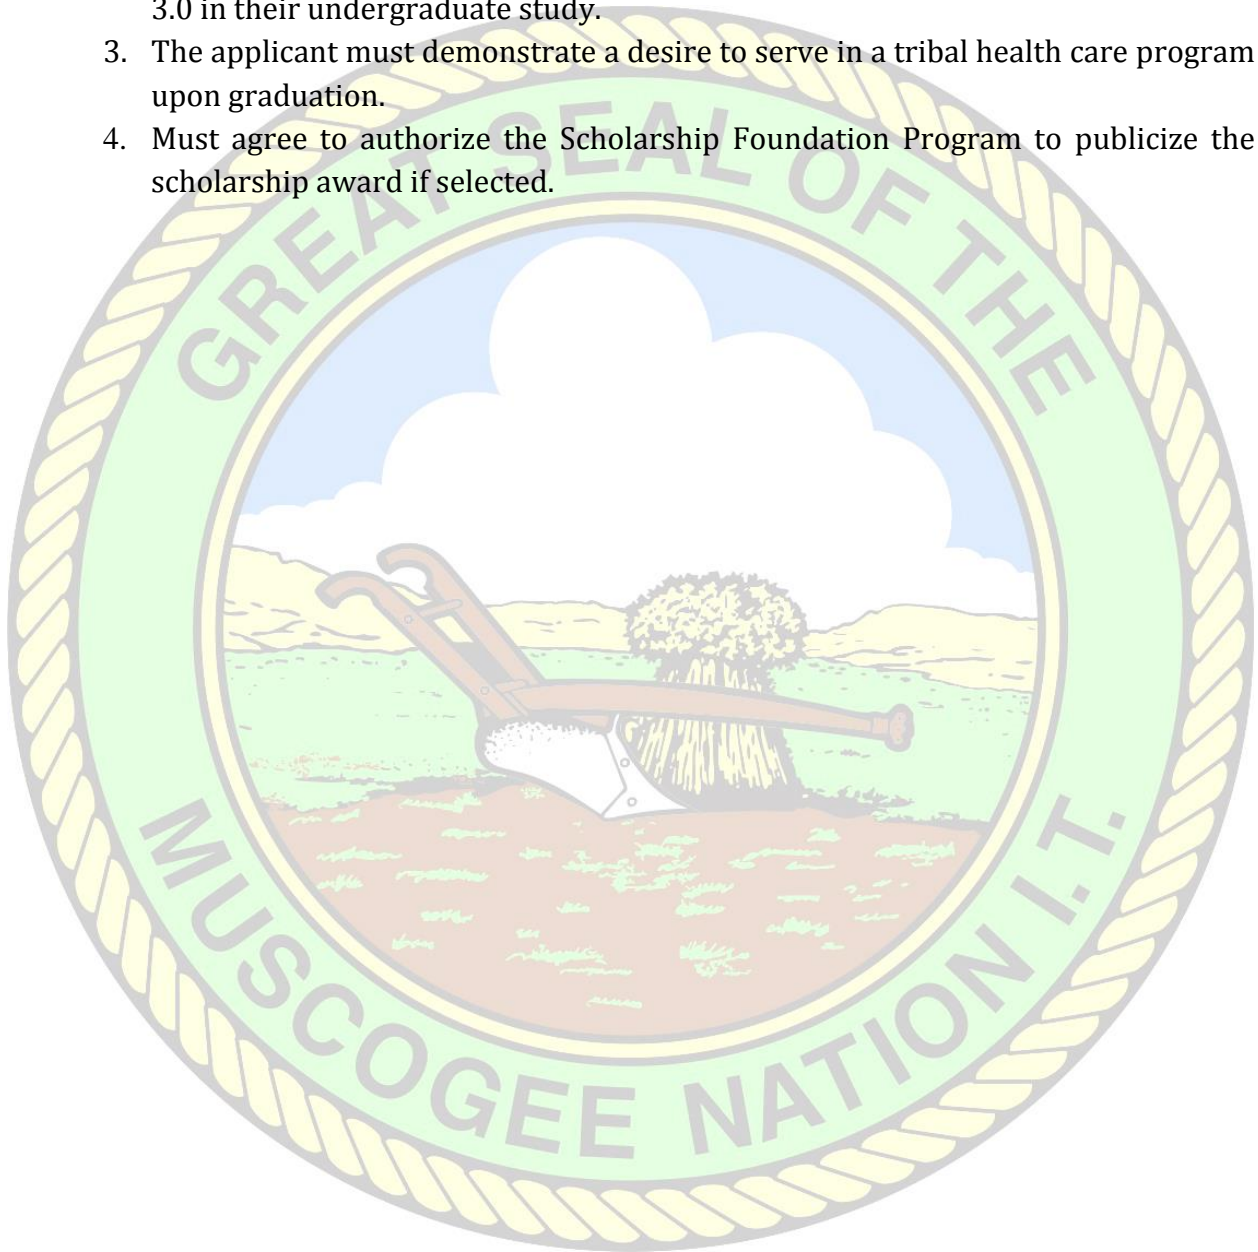 3.0 in their undergraduate study.
3. The applicant must demonstrate a desire to serve in a tribal health care program
upon graduation.
4. Must agree to authorize the Scholarship Foundation Program to publicize the
scholarship award if selected.
GREAT SEAL OF THE
MUSCOGEE NATION I.T.